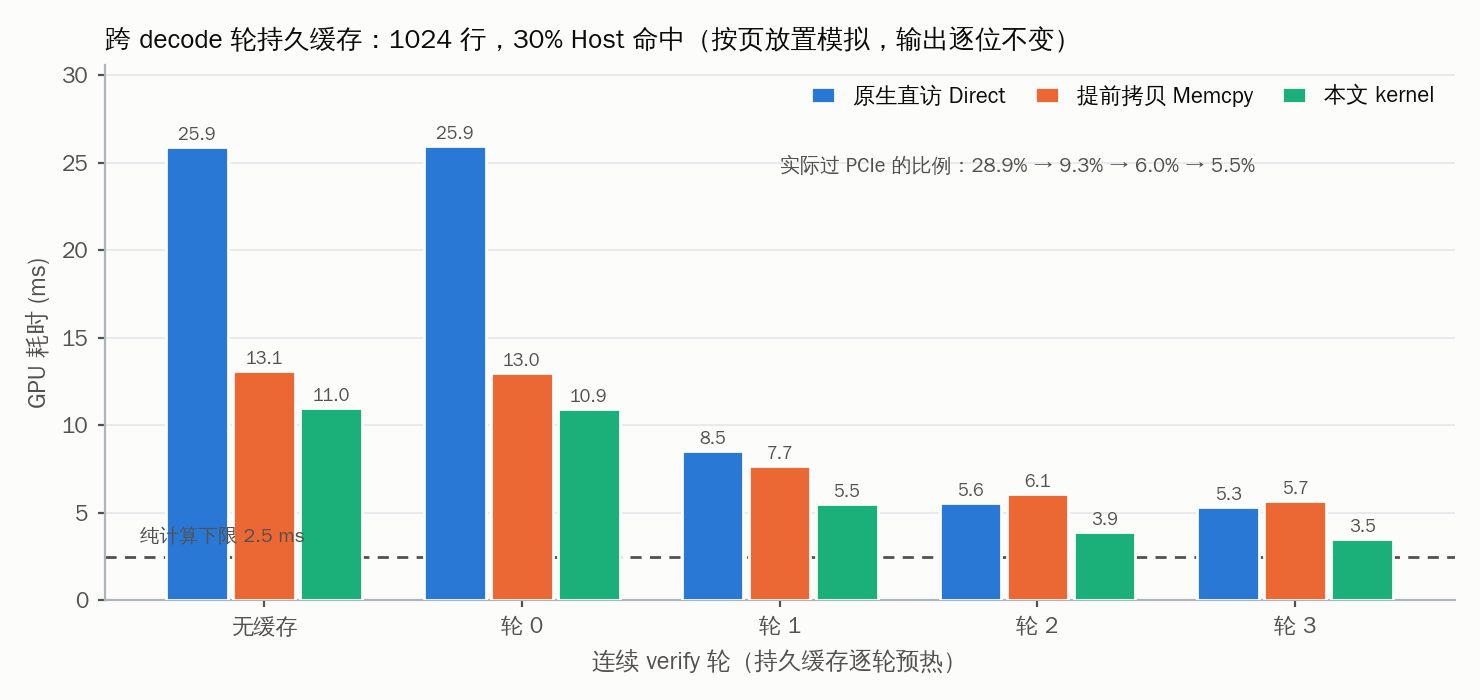 跨 decode 轮持久缓存：1024 行，30% Host 命中（按页放置模拟，输出逐位不变）
原生直访 Direct
提前拷贝 Memcpy
本文 kernel
实际过 PCIe 的比例：28.9% → 9.3% → 6.0% → 5.5%
GPU 耗时 (ms)
30
25
20
15
10
5
0
25.9
13.1
11.0
25.9
13.0
10.9
8.5
7.7
5.5
5.6
6.1
3.9
5.3
5.7
3.5
纯计算下限 2.5 ms
无缓存
轮 0
轮 1
轮 2
轮 3
连续 verify 轮（持久缓存逐轮预热）